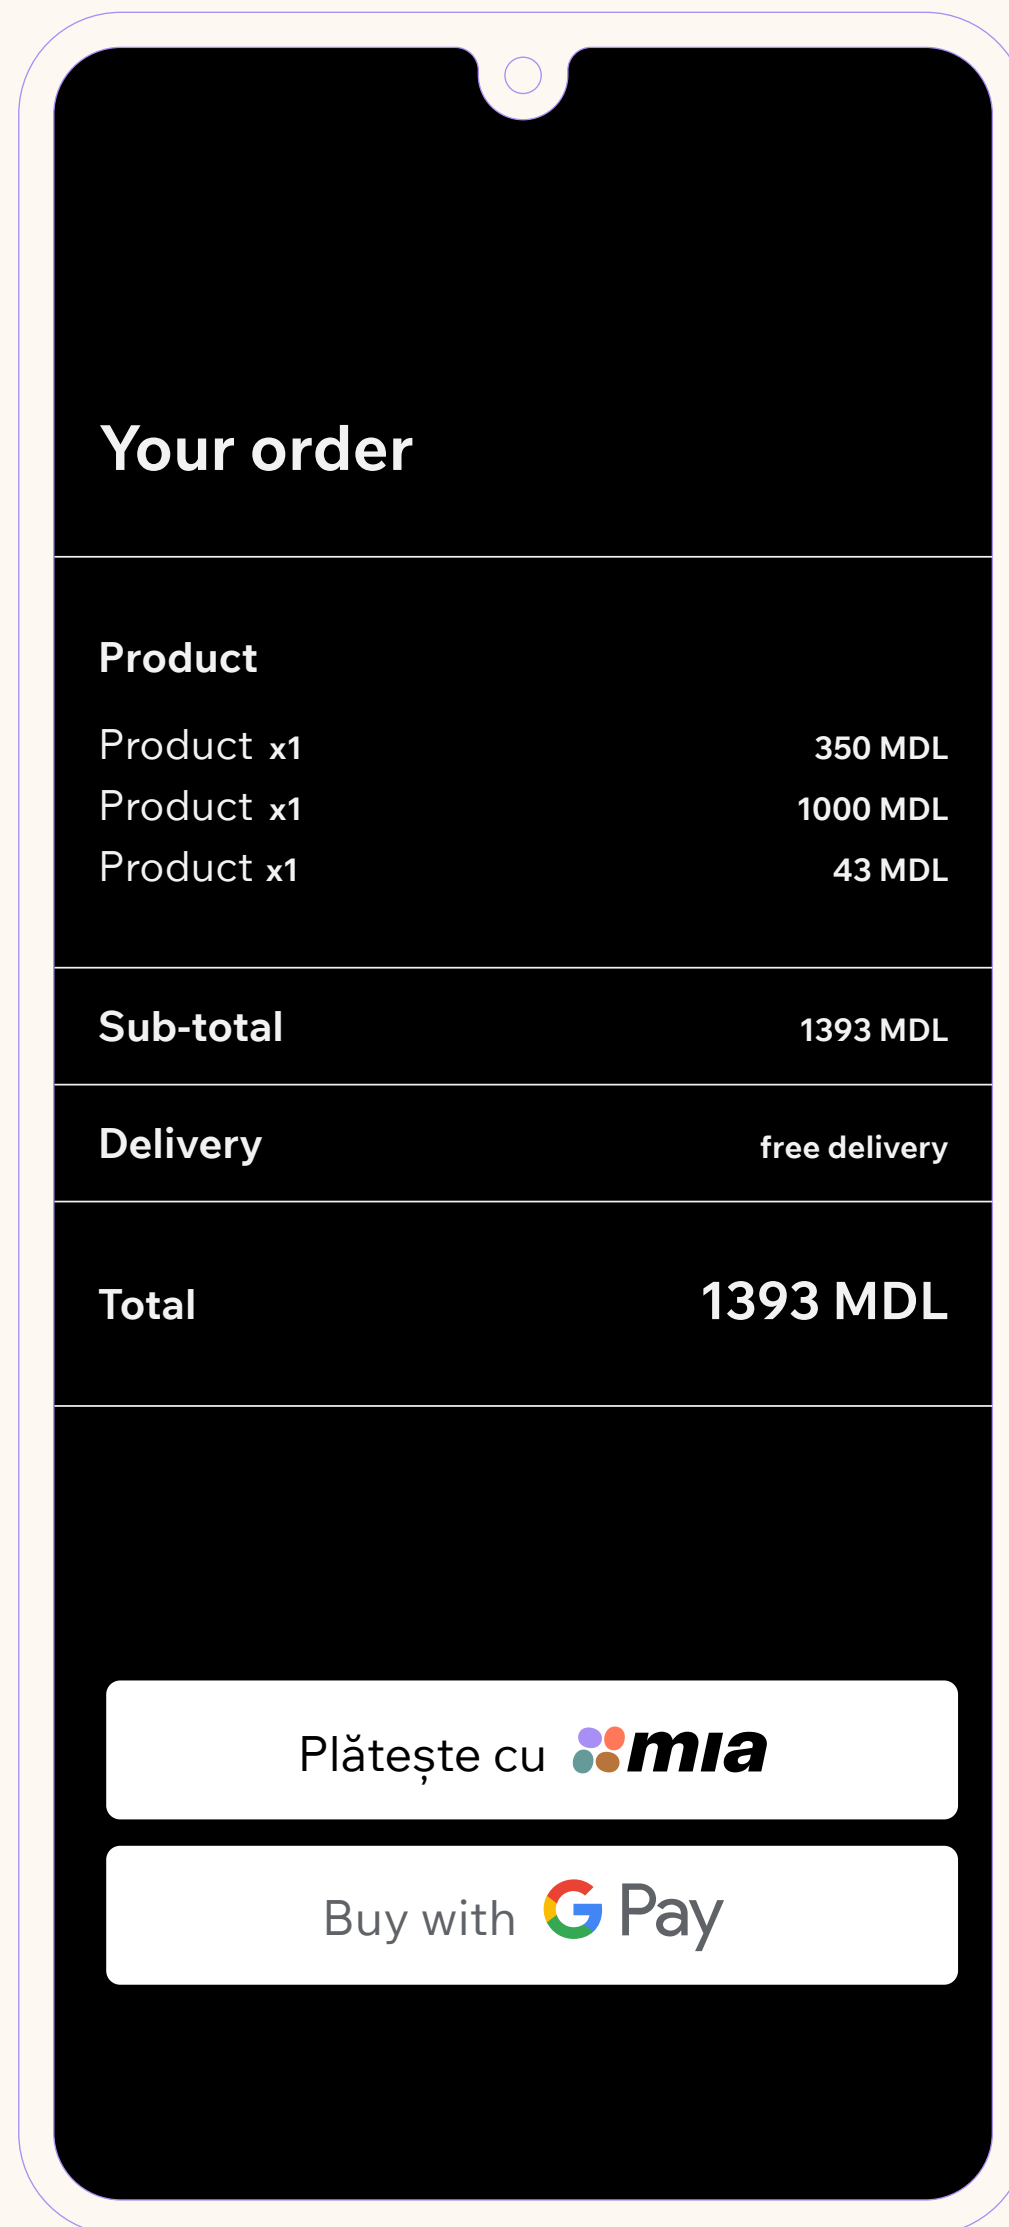 Your order
Product
Product x1 350 MDL
Product x1 1000 MDL
Product x1 43 MDL
Sub-total 1393 MDL
Delivery free delivery
Total 1393 MDL
Plătește cu mıa
Buy with G Pay